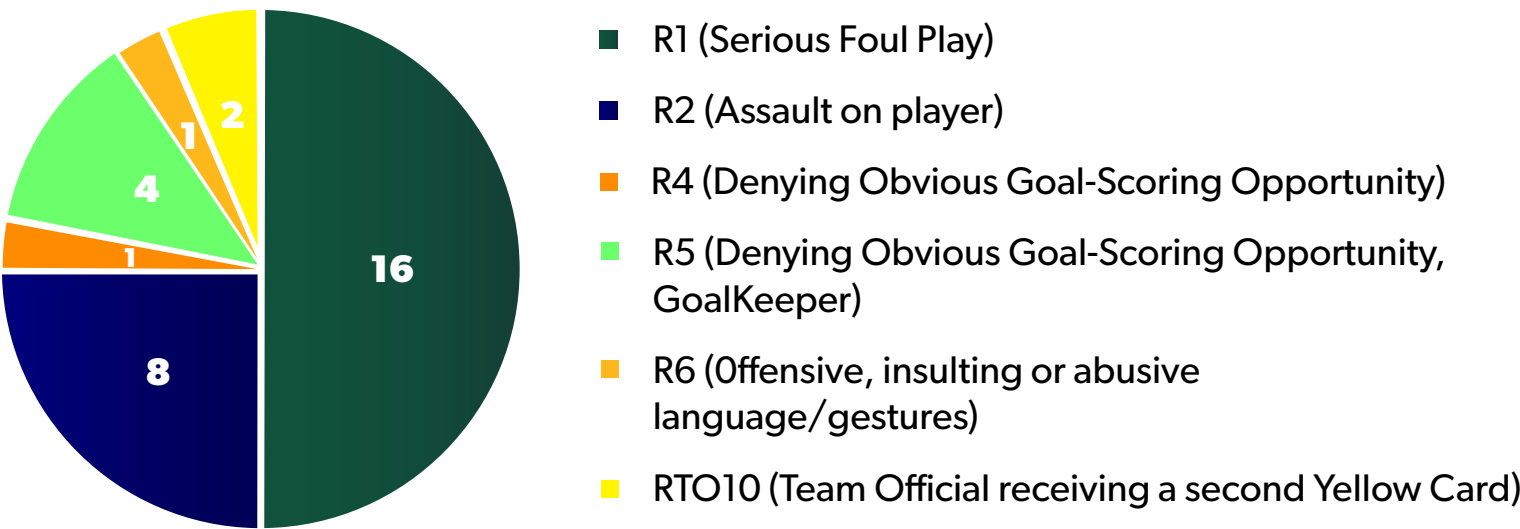 2
1
4
1
16
8
R1 (Serious Foul Play)
R2 (Assault on player)
R4 (Denying Obvious Goal-Scoring Opportunity)
R5 (Denying Obvious Goal-Scoring Opportunity,
GoalKeeper)
R6 (0ffensive, insulting or abusive
language/gestures)
RTO10 (Team Official receiving a second Yellow Card)